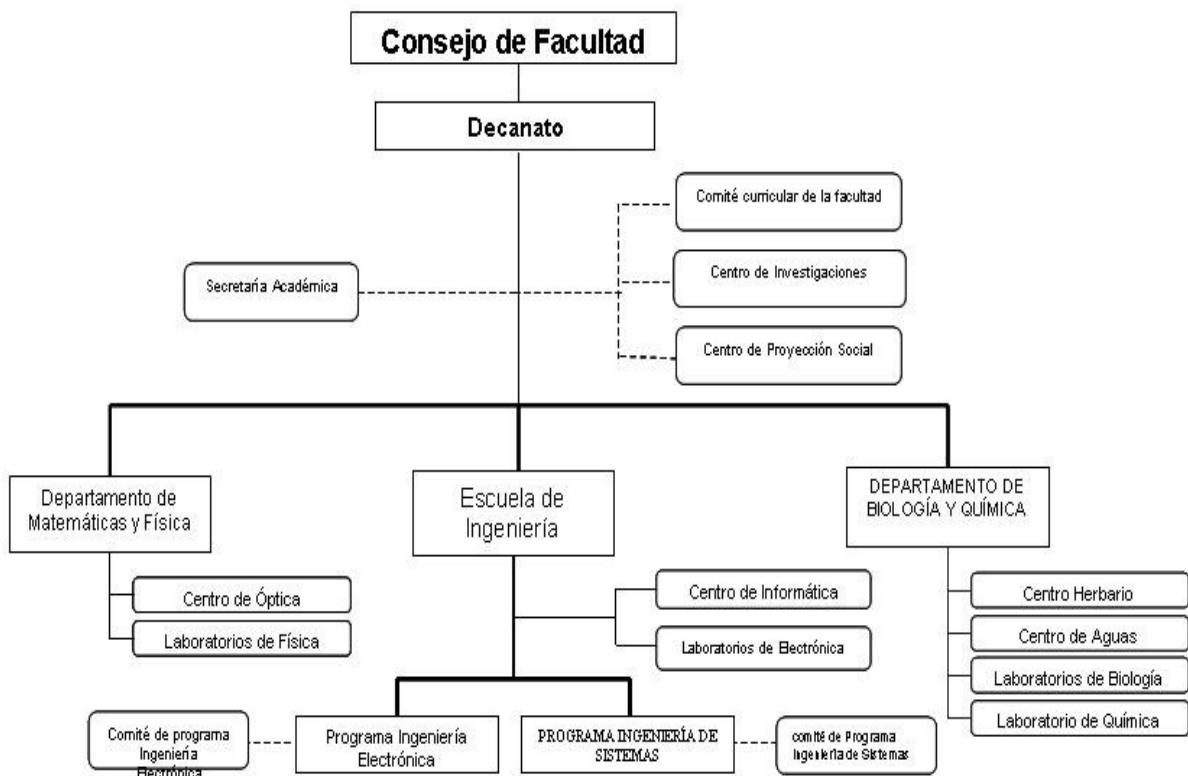 Consejo de Facultad
Decanato
Comité curricular de la facultad
Secretaría Académica
Centro de Investigaciones
Centro de Proyección Social
Departamento de
Matemáticas y Física
Escuela de
Ingeniería
DEPARTAMENTO DE
BIOLOGÍA Y QUÍMICA
Centro de Óptica
Laboratorios de Física
Centro de Informática
Laboratorios de Electrónica
Centro Herbario
Centro de Aguas
Laboratorios de Biología
Laboratorio de Química
Comité de programa
Ingeniería
Electrónica
Programa Ingeniería
Electrónica
PROGRAMA INGENIERÍA DE
SISTEMAS
comité de Programa
Ingeniería de Sistemas